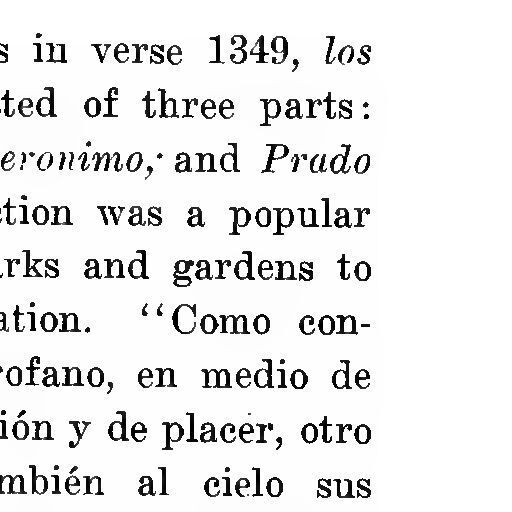 s in verse 1349, los
ted of three parts:
eronimo, and Prado
tion was a popular
rks and gardens to
ation. “Como con-
rofano, en medio de
ión y de placer, otro
mbién al cielo sus